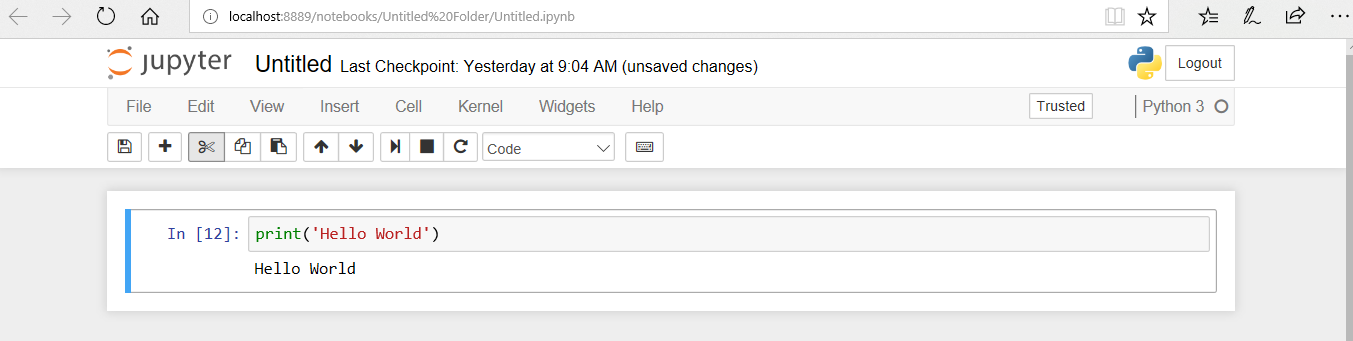 localhost:8889/notebooks/Untitled%20Folder/Untitled.ipynb
jupyter Untitled Last Checkpoint: Yesterday at 9:04 AM (unsaved changes)
Logout
File Edit View Insert Cell Kernel Widgets Help Trusted Python 3
Code
In [12]: print('Hello World')
Hello World